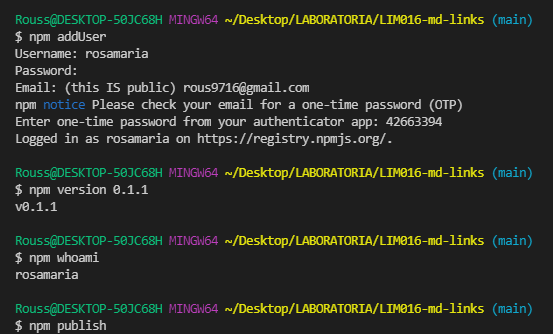 Rouss@DESKTOP-50JC68H MINGW64 ~/Desktop/LABORATORIA/LIM016-md-links (main)
$ npm addUser
Username: rosamaria
Password:
Email: (this IS public) rous9716@gmail.com
npm notice Please check your email for a one-time password (OTP)
Enter one-time password from your authenticator app: 42663394
Logged in as rosamaria on https://registry.npmjs.org/.
Rouss@DESKTOP-50JC68H MINGW64 ~/Desktop/LABORATORIA/LIM016-md-links (main)
$ npm version 0.1.1
v0.1.1
Rouss@DESKTOP-50JC68H MINGW64 ~/Desktop/LABORATORIA/LIM016-md-links (main)
$ npm whoami
rosamaria
Rouss@DESKTOP-50JC68H MINGW64 ~/Desktop/LABORATORIA/LIM016-md-links (main)
$ npm publish